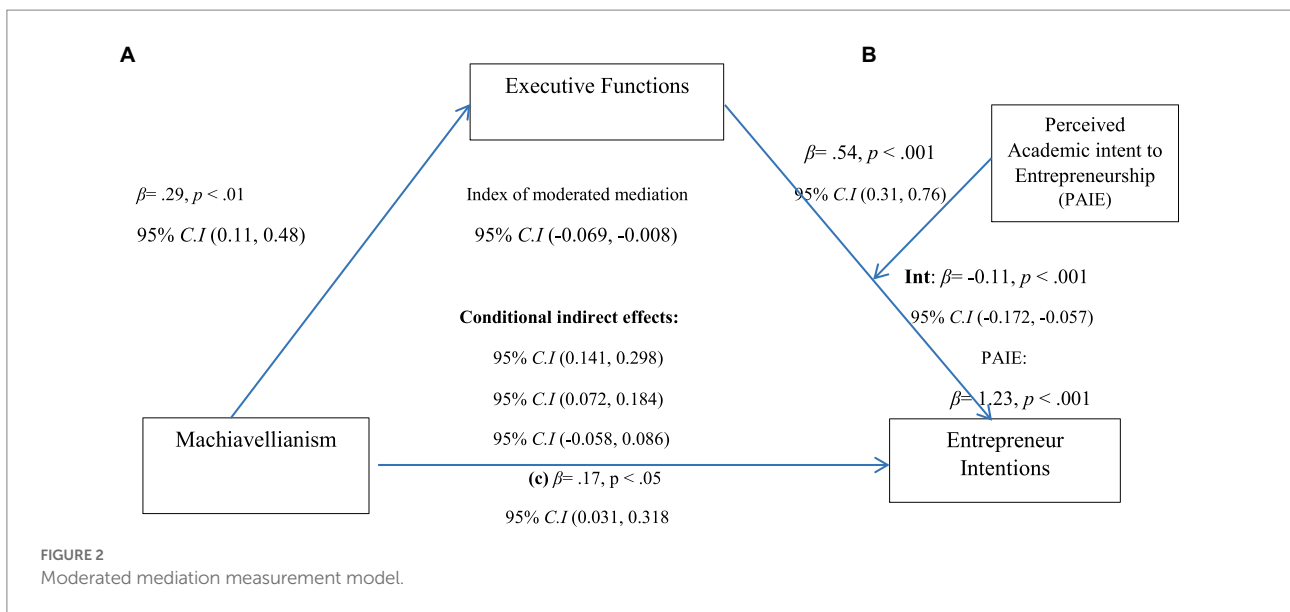 A
B
Executive Functions
Perceived
Academic intent to
Entrepreneurship
(PAIE)
β= .54, p < .001
95% C.I (0.31, 0.76)
β= .29, p < .01
95% C.I (0.11, 0.48)
Index of moderated mediation
95% C.I (-0.069, -0.008)
Int: β= -0.11, p < .001
95% C.I (-0.172, -0.057)
PAIE:
β= 1.23, p < .001
Conditional indirect effects:
95% C.I (0.141, 0.298)
95% C.I (0.072, 0.184)
95% C.I (-0.058, 0.086)
Machiavellianism
Entrepreneur
Intentions
(c) β= .17, p < .05
95% C.I (0.031, 0.318
FIGURE 2
Moderated mediation measurement model.